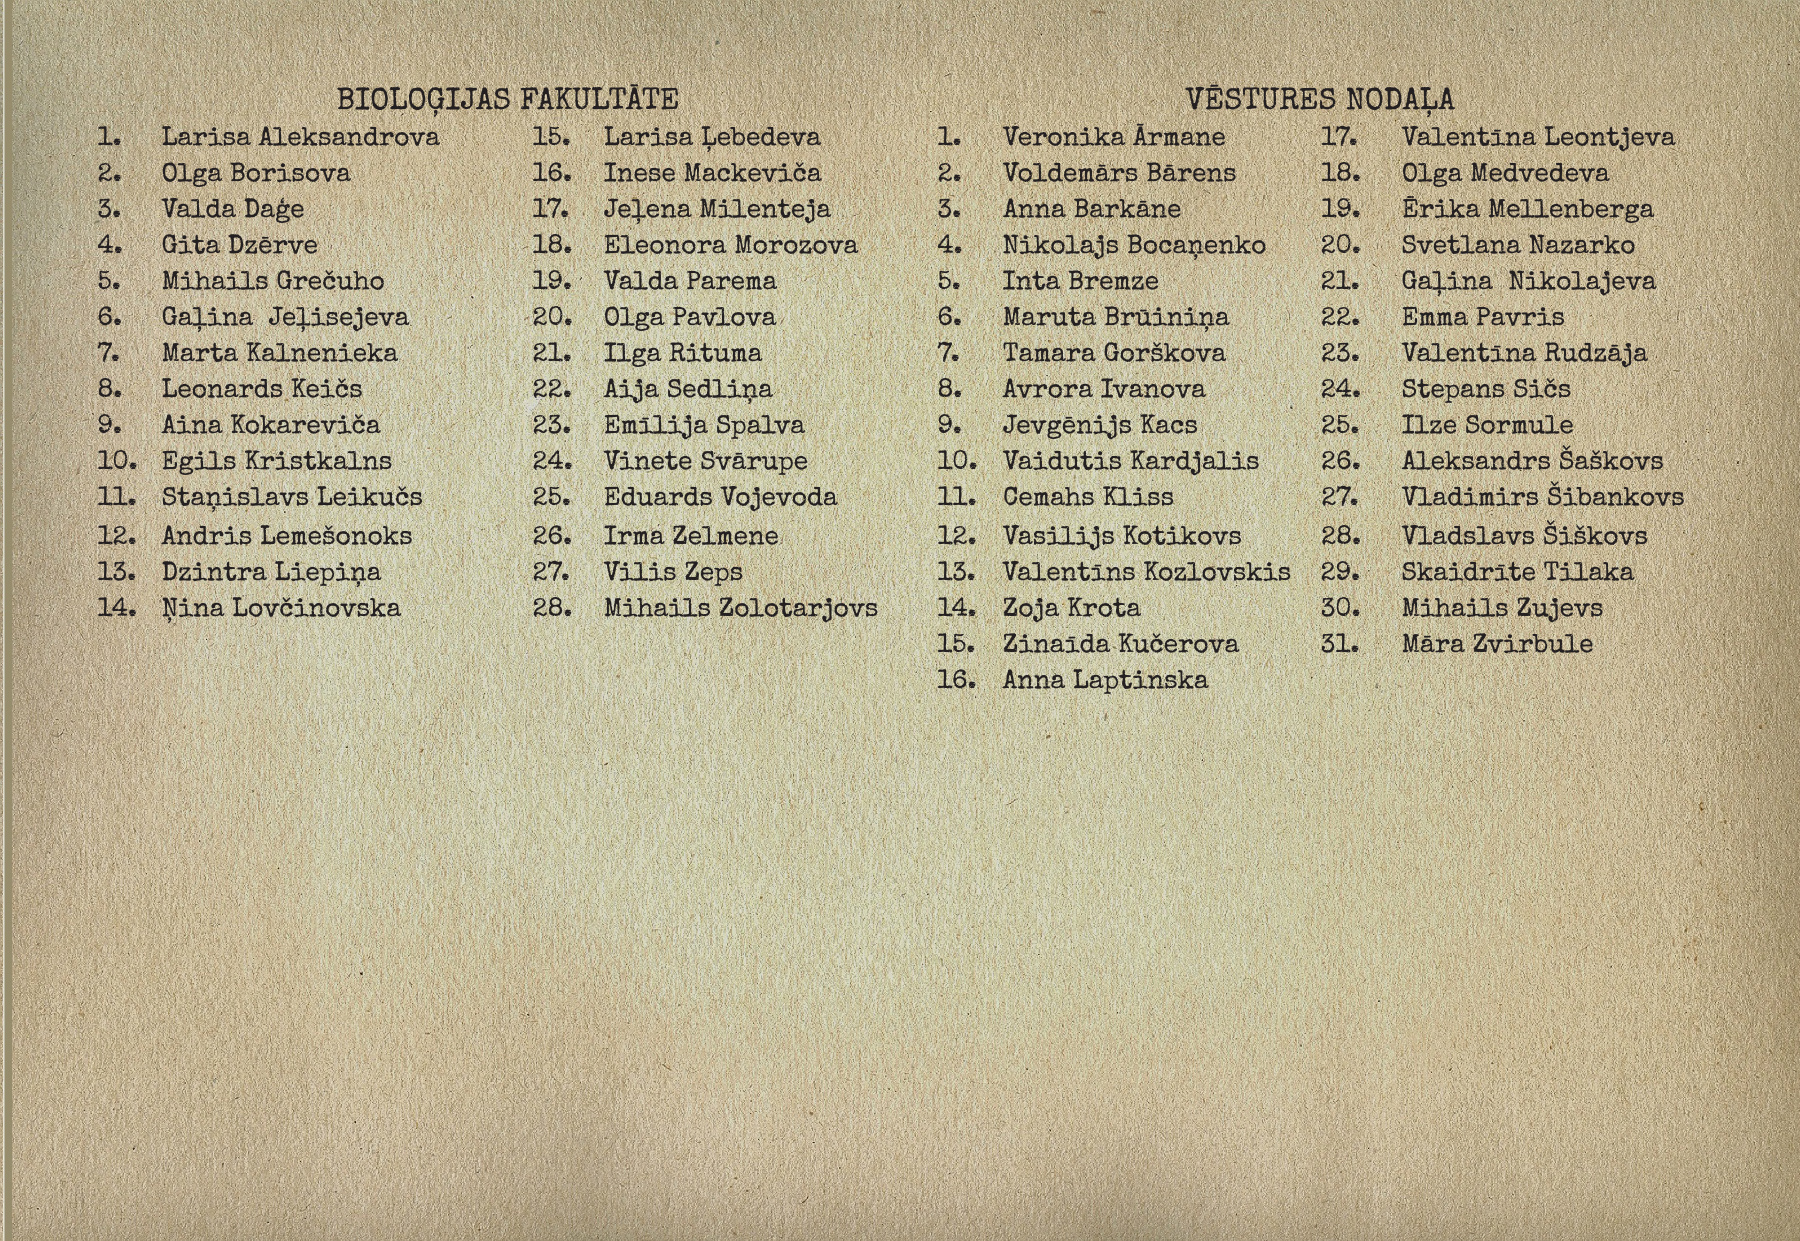 BIOLOĢIJAS FAKULTĀTE
1. Larisa Aleksandrova
2. Olga Borisova
3. Valda Daģe
4. Gita Dzērve
5. Mihails Grečuho
6. Gaļina Jeļisejeva
7. Marta Kalnenieka
8. Leonards Keičs
9. Aina Kokareviča
10. Egils Kristkalns
11. Staņislavs Leikučs
12. Andris Lemešonoks
13. Dzintra Liepiņa
14. Ņina Lovčinovska
15. Larisa Ļebedeva
16. Inese Mackeviča
17. Jeļena Milenteja
18. Eleonora Morozova
19. Valda Parema
20. Olga Pavlova
21. Ilga Rituma
22. Aija Sedliņa
23. Emīlija Spalva
24. Vinete Svārupe
25. Eduards Vojevoda
26. Irma Zelmene
27. Vilis Zeps
28. Mihails Zolotarjovs
VĒSTURES NODAĻA
1. Veronika Ārmane
2. Voldemārs Bārens
3. Anna Barkāne
4. Nikolajs Bocaņenko
5. Inta Bremze
6. Maruta Brūiniņa
7. Tamara Gorškova
8. Avrora Ivanova
9. Jevgēnijs Kacs
10. Vaidutis Kardjalis
11. Cemahs Kliss
12. Vasilijs Kotikovs
13. Valentīns Kozlovskis
14. Zoja Krota
15. Zinaīda Kučerova
16. Anna Laptinska
17. Valentīna Leontjeva
18. Olga Medvedeva
19. Ērika Mellenberga
20. Svetlana Nazarko
21. Gaļina Nikolajeva
22. Emma Pavris
23. Valentīna Rudzāja
24. Stepans Sičs
25. Ilze Sormule
26. Aleksandrs Šaškovs
27. Vladimirs Šibankovs
28. Vladslavs Šiškovs
29. Skaidrīte Tilaka
30. Mihails Zujevs
31. Māra Zvirbule